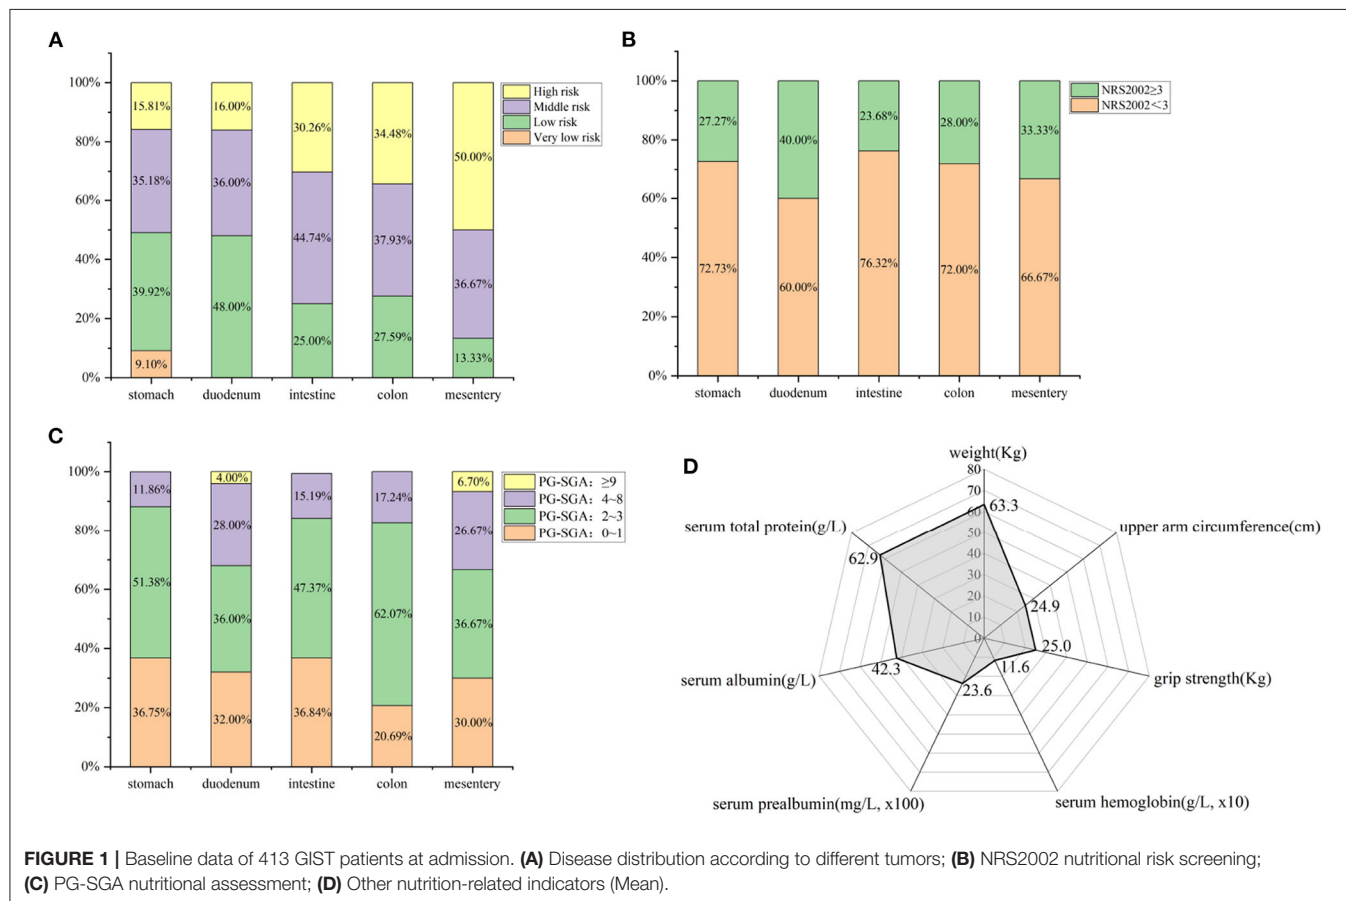 A
100%
80%
60%
40%
20%
0%
High risk
Middle risk
Low risk
Very low risk
15.81%
16.00%
30.26%
34.48%
50.00%
35.18%
36.00%
44.74%
37.93%
36.67%
39.92%
48.00%
25.00%
27.59%
13.33%
9.10%
stomach duodenum intestine colon mesentery
B
100%
80%
60%
40%
20%
0%
NRS2002≥3
NRS2002<3
27.27%
40.00%
23.68%
28.00%
33.33%
72.73%
60.00%
76.32%
72.00%
66.67%
stomach duodenum intestine colon mesentery
C
100%
80%
60%
40%
20%
0%
PG-SGA: ≥9
PG-SGA: 4~8
PG-SGA: 2~3
PG-SGA: 0~1
4.00%
6.70%
11.86%
28.00%
15.19%
17.24%
26.67%
51.38%
36.00%
47.37%
62.07%
36.67%
36.75%
32.00%
36.84%
20.69%
30.00%
stomach duodenum intestine colon mesentery
D
weight(Kg)
80
70
60
50
40
30
20
10
0
63.3
upper arm circumference(cm)
24.9
grip strength(Kg)
25.0
serum hemoglobin(g/L, x10)
11.6
serum prealbumin(mg/L, x100)
23.6
serum albumin(g/L)
42.3
serum total protein(g/L)
62.9
FIGURE 1 | Baseline data of 413 GIST patients at admission. (A) Disease distribution according to different tumors; (B) NRS2002 nutritional risk screening;
(C) PG-SGA nutritional assessment; (D) Other nutrition-related indicators (Mean).